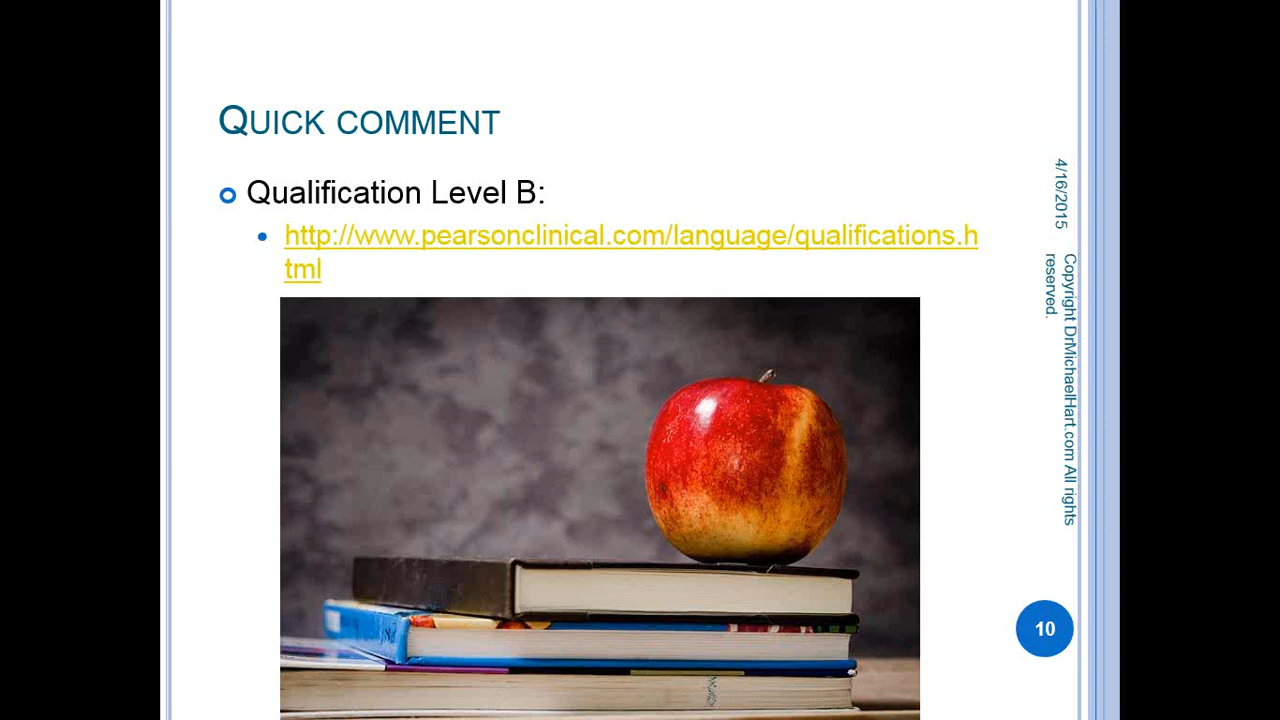 QUICK COMMENT
Qualification Level B:
http://www.pearsonclinical.com/language/qualifications.h
tml
4/16/2015
Copyright DrMichaelHart.com All rights
reserved.
10